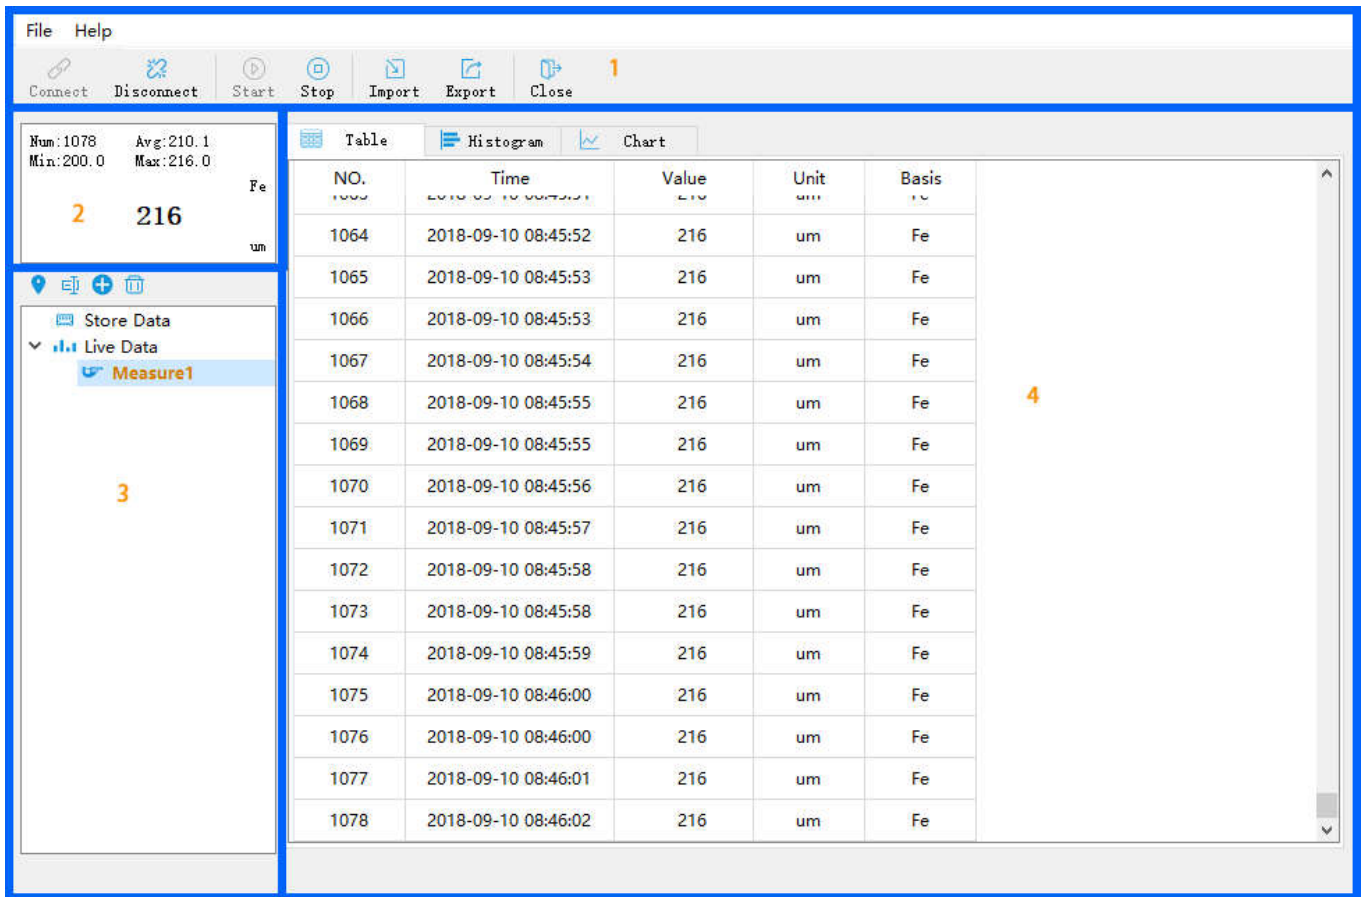 File Help
Connect Disconnect Start Stop Import Export Close 1
Num:1078 Avg:210.1
Min:200.0 Max:216.0
Fe
2 216
um
Store Data
Live Data
Measure1
3
Table Histogram Chart
NO. Time Value Unit Basis
1064 2018-09-10 08:45:52 216 um Fe
1065 2018-09-10 08:45:53 216 um Fe
1066 2018-09-10 08:45:53 216 um Fe
1067 2018-09-10 08:45:54 216 um Fe
1068 2018-09-10 08:45:55 216 um Fe
4
1069 2018-09-10 08:45:55 216 um Fe
1070 2018-09-10 08:45:56 216 um Fe
1071 2018-09-10 08:45:57 216 um Fe
1072 2018-09-10 08:45:58 216 um Fe
1073 2018-09-10 08:45:58 216 um Fe
1074 2018-09-10 08:45:59 216 um Fe
1075 2018-09-10 08:46:00 216 um Fe
1076 2018-09-10 08:46:00 216 um Fe
1077 2018-09-10 08:46:01 216 um Fe
1078 2018-09-10 08:46:02 216 um Fe